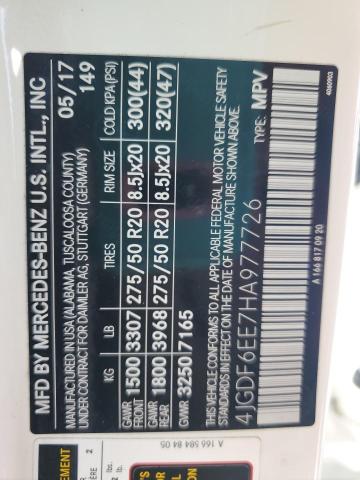 MFD BY MERCEDES-BENZ U.S. INTL., INC
MANUFACTURED IN USA (ALABAMA, TUSCALOOSA COUNTY)
UNDER CONTRACT FOR DAIMLER AG, STUTTGART (GERMANY)
05/17
149
KG LB TIRES RIM SIZE COLD KPA(PSI)
GAWR FRONT 1500 3307 275/50 R20 8.5Jx20 300(44)
GAWR REAR 1800 3968 275/50 R20 8.5Jx20 320(47)
GVWR 3250 7165
THIS VEHICLE CONFORMS TO ALL APPLICABLE FEDERAL MOTOR VEHICLE SAFETY
STANDARDS IN EFFECT ON THE DATE OF MANUFACTURE SHOWN ABOVE.
4JGDF6EE7HA977726 TYPE: MPV
A 166 817 09 20
4060903
A 166 584 84 05